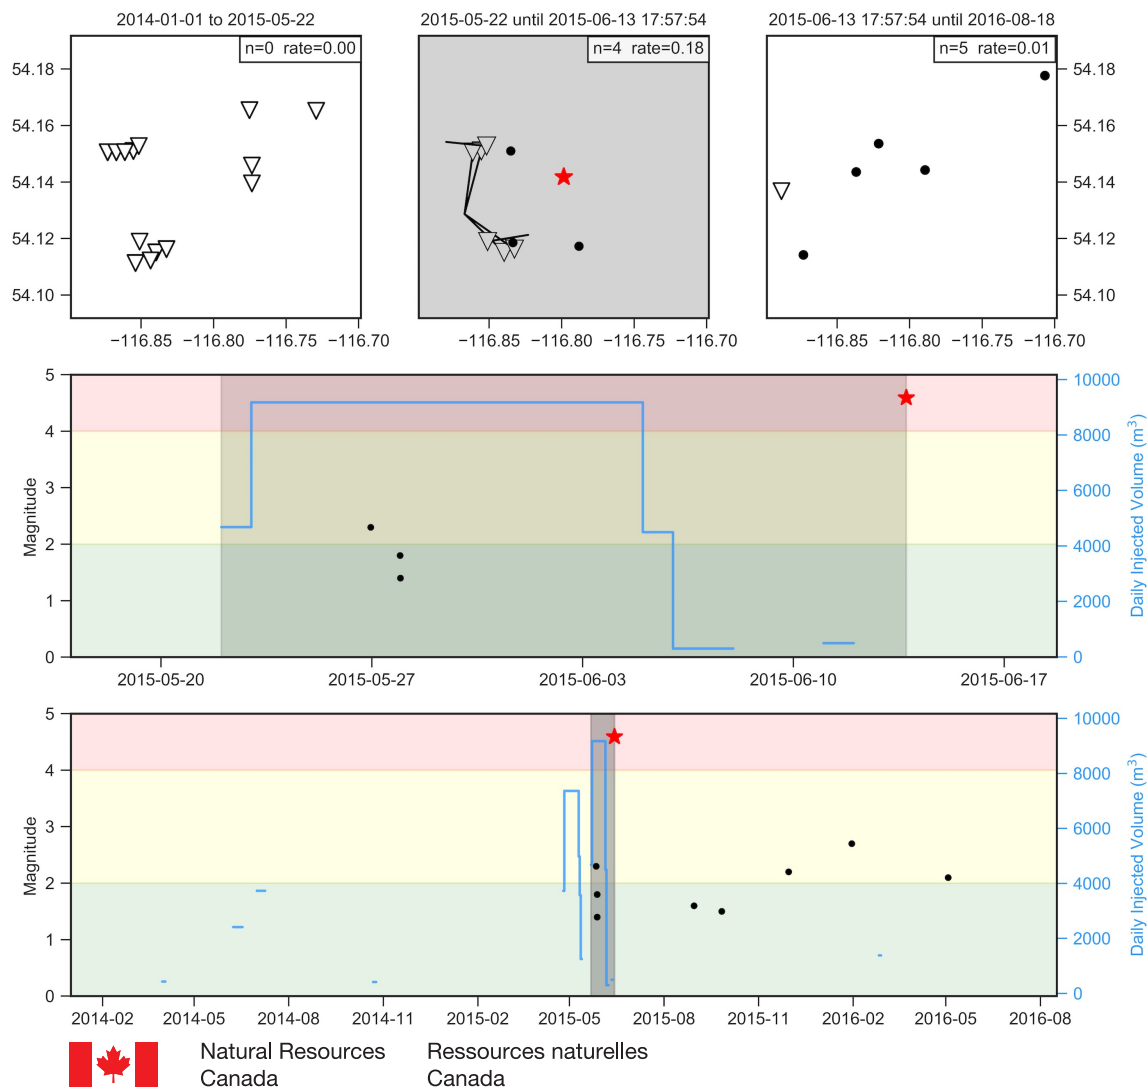 2014-01-01 to 2015-05-22
2015-05-22 until 2015-06-13 17:57:54
2015-06-13 17:57:54 until 2016-08-18
n=0 rate=0.00
n=4 rate=0.18
n=5 rate=0.01
54.18
54.16
54.14
54.12
54.10
54.18
54.16
54.14
54.12
54.10
−116.85 −116.80 −116.75 −116.70
−116.85 −116.80 −116.75 −116.70
−116.85 −116.80 −116.75 −116.70
Magnitude
5
4
3
2
1
0
10000
8000
6000
4000
2000
0
Daily Injected Volume (m³)
2015-05-20 2015-05-27 2015-06-03 2015-06-10 2015-06-17
Magnitude
5
4
3
2
1
0
10000
8000
6000
4000
2000
0
Daily Injected Volume (m³)
2014-02 2014-05 2014-08 2014-11 2015-02 2015-05 2015-08 2015-11 2016-02 2016-05 2016-08
Natural Resources
Canada
Ressources naturelles
Canada